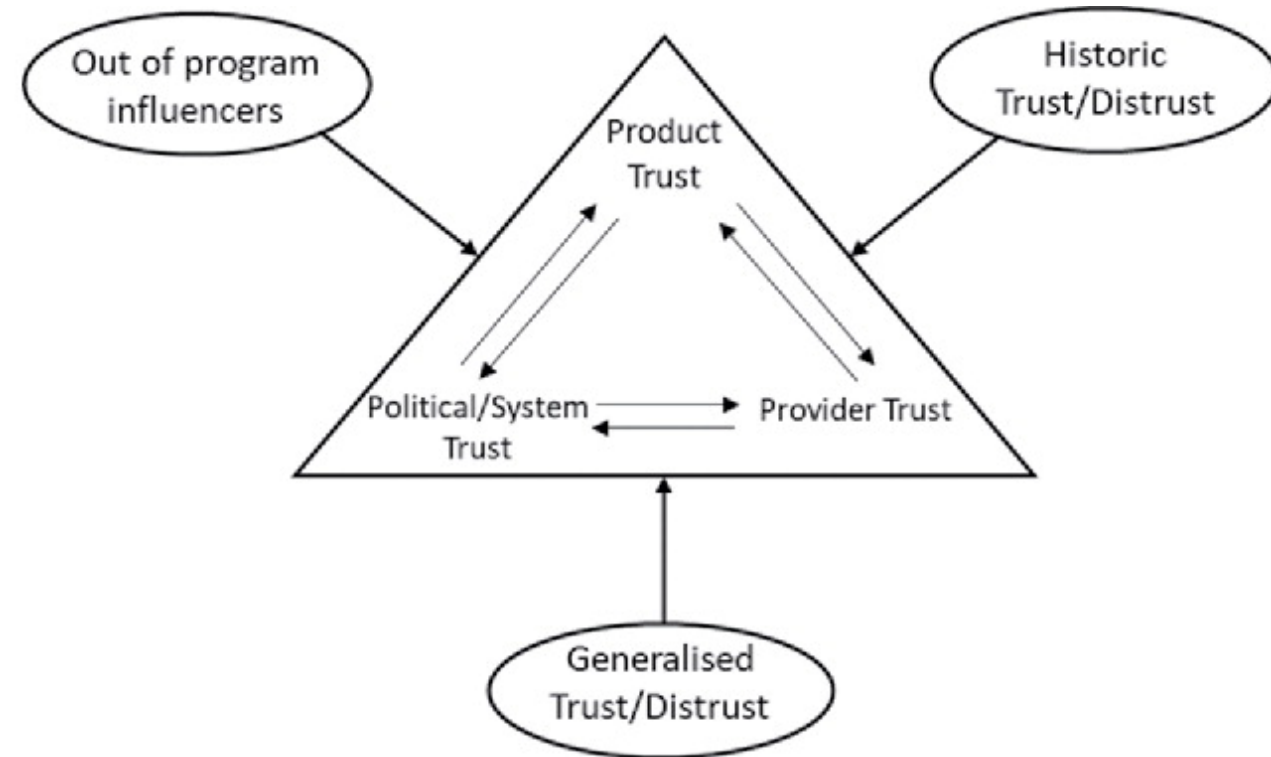 Out of program
influencers
Historic
Trust/Distrust
Product
Trust
Political/System
Trust
Provider Trust
Generalised
Trust/Distrust